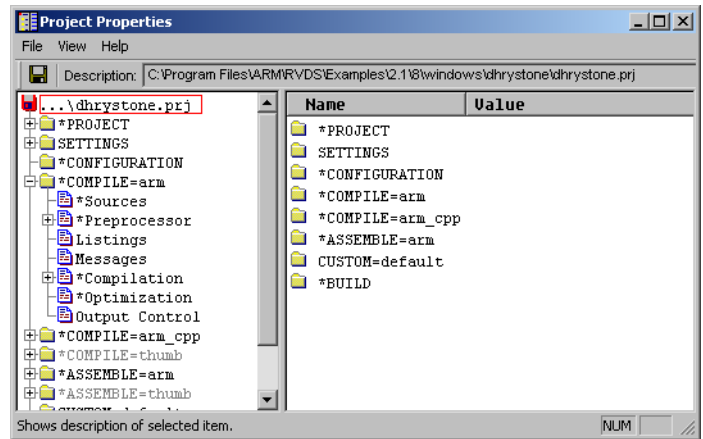 Project Properties
File View Help
Description: C:\Program Files\ARM\RVDS\Examples\2.1\8\windows\dhrystone\dhrystone.prj
...\dhrystone.prj
*PROJECT
SETTINGS
*CONFIGURATION
*COMPILE=arm
*Sources
*Preprocessor
Listings
Messages
*Compilation
*Optimization
Output Control
*COMPILE=arm_cpp
*COMPILE=thumb
*ASSEMBLE=arm
*ASSEMBLE=thumb
Name Value
*PROJECT
SETTINGS
*CONFIGURATION
*COMPILE=arm
*COMPILE=arm_cpp
*ASSEMBLE=arm
CUSTOM=default
*BUILD
Shows description of selected item.
NUM